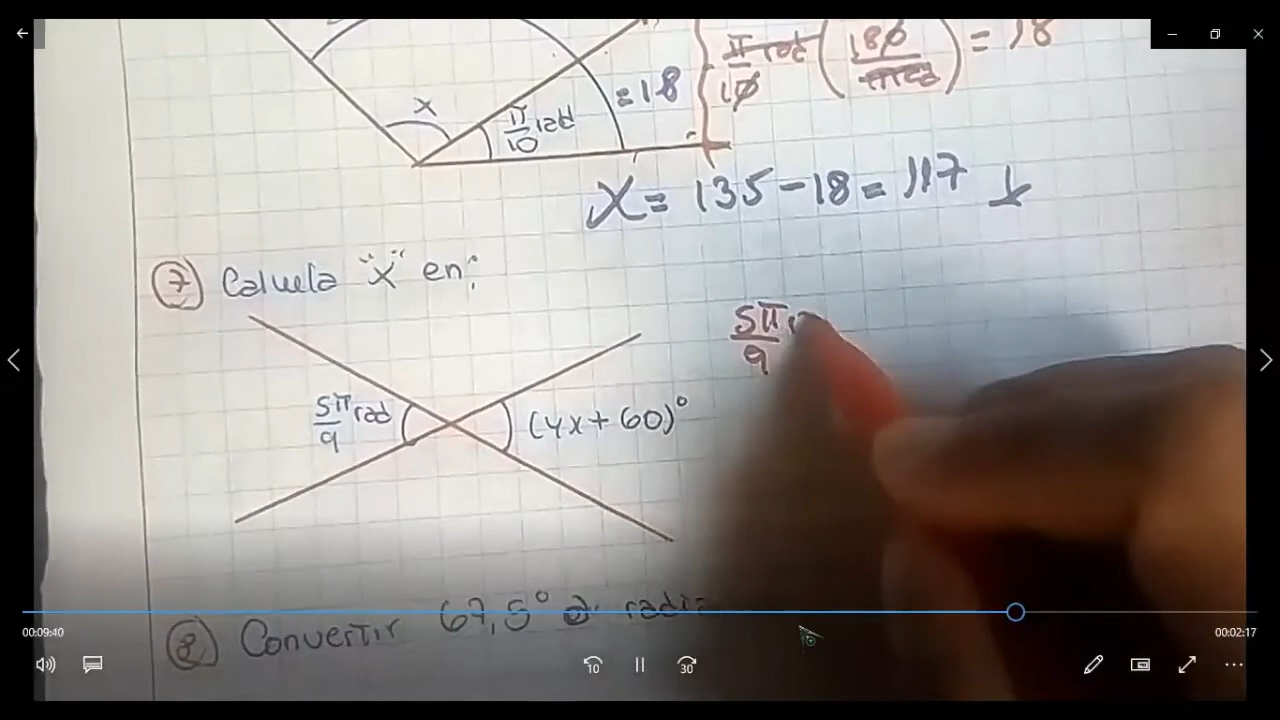 π rad/10 (180/π rad) = 18
x
π/10 rad
=18
X = 135 - 18 = 117
7 Calcula "x" en:
5π/9
5π/9 rad
(4x + 60)°
8 Convertir 67,5° a
00:09:40
00:02:17
10
30